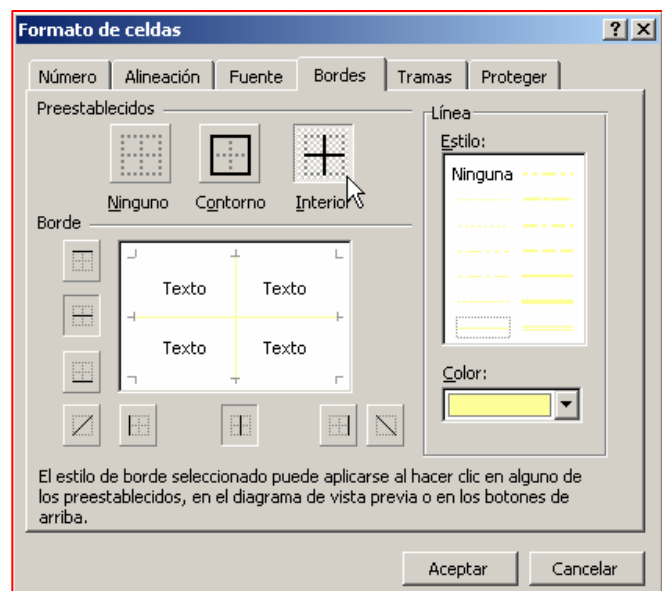 Formato de celdas
Número Alineación Fuente Bordes Tramas Proteger
Preestablecidos
Ninguno Contorno Interior
Borde
Texto Texto
Texto Texto
Línea
Estilo:
Ninguna
Color:
El estilo de borde seleccionado puede aplicarse al hacer clic en alguno de
los preestablecidos, en el diagrama de vista previa o en los botones de
arriba.
Aceptar Cancelar